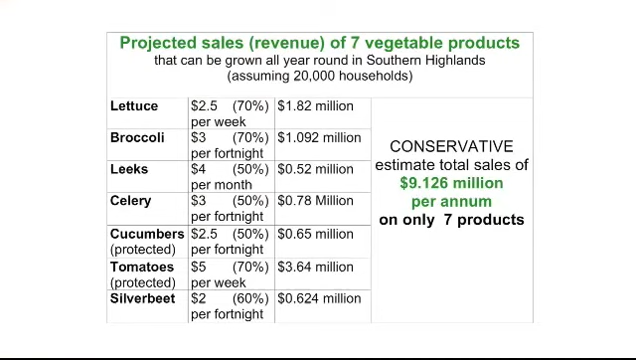 Projected sales (revenue) of 7 vegetable products
that can be grown all year round in Southern Highlands
(assuming 20,000 households)
Lettuce $2.5 (70%) $1.82 million
per week
Broccoli $3 (70%) $1.092 million
per fortnight
Leeks $4 (50%) $0.52 million
per month
Celery $3 (50%) $0.78 Million
per fortnight
Cucumbers $2.5 (50%) $0.65 million
(protected) per fortnight
Tomatoes $5 (70%) $3.64 million
(protected) per week
Silverbeet $2 (60%) $0.624 million
per fortnight
CONSERVATIVE
estimate total sales of
$9.126 million
per annum
on only 7 products